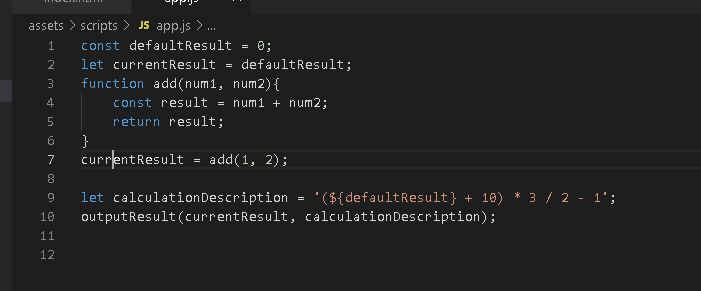 app.js
assets > scripts > JS app.js > ...
1 const defaultResult = 0;
2 let currentResult = defaultResult;
3 function add(num1, num2){
4     const result = num1 + num2;
5     return result;
6 }
7 currentResult = add(1, 2);
8
9 let calculationDescription = '(${defaultResult} + 10) * 3 / 2 - 1';
10 outputResult(currentResult, calculationDescription);
11
12